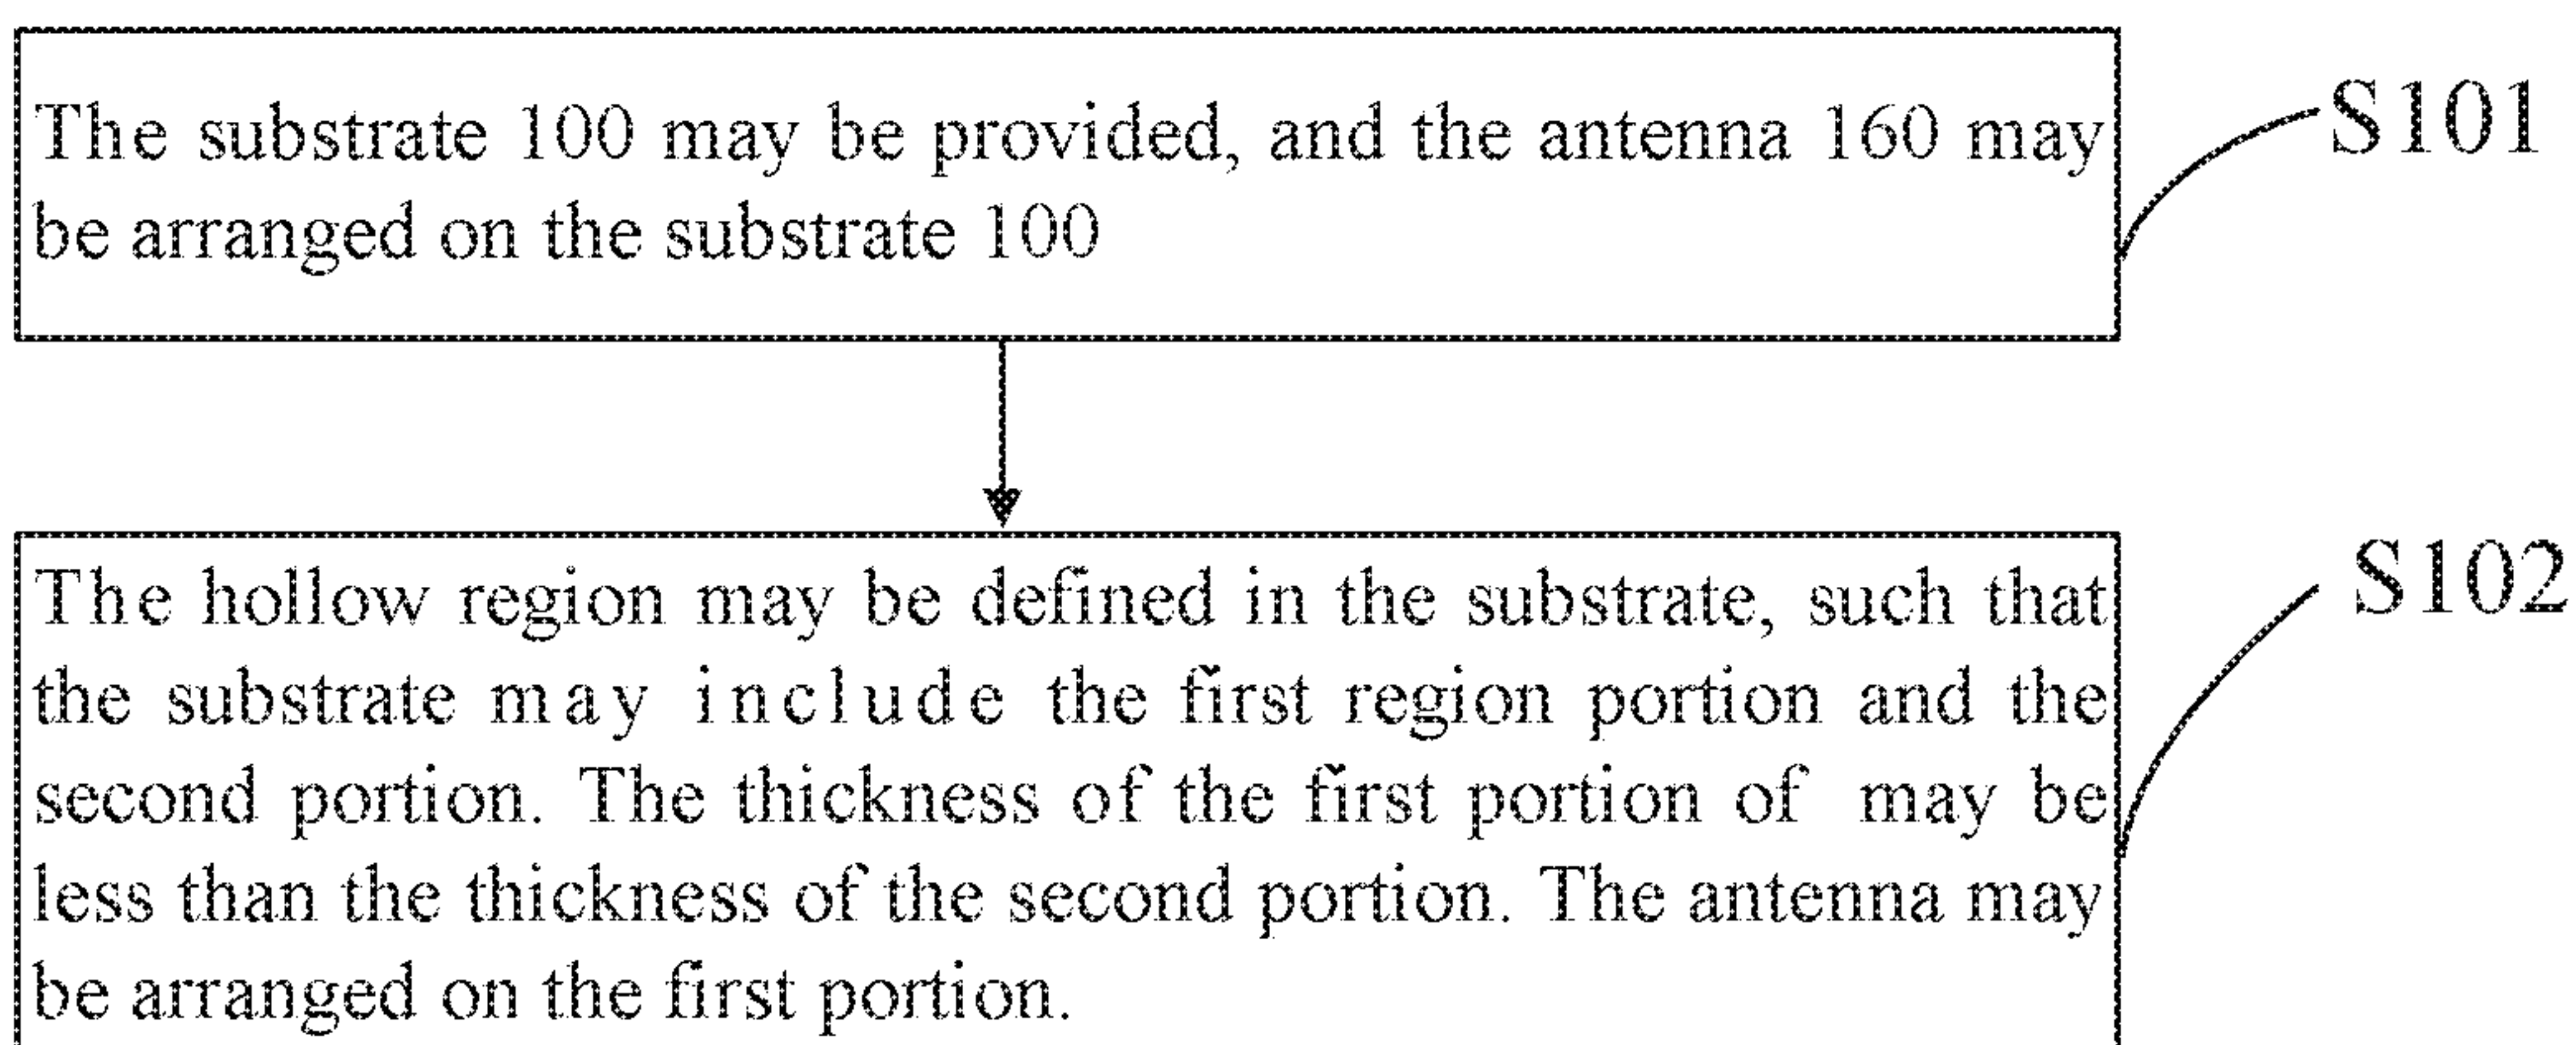 The substrate 100 may be provided, and the antenna 160 may
be arranged on the substrate 100
S101
The hollow region may be defined in the substrate, such that
the substrate may include the first region portion and the
second portion. The thickness of the first portion of may be
less than the thickness of the second portion. The antenna may
be arranged on the first portion.
S102